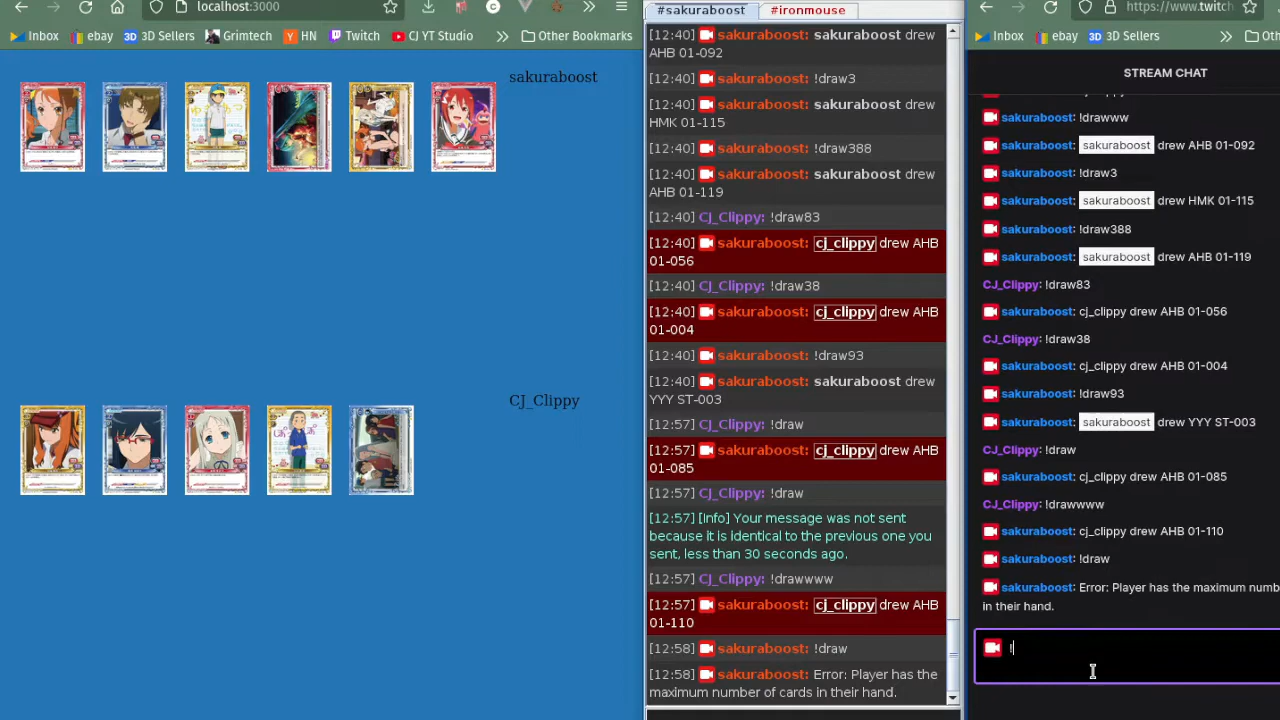 localhost:3000
Inbox
ebay
3D 3D Sellers
Grimtech
YN HN
Twitch
CJ YT Studio
Other Bookmarks
sakuraboost
CJ_Clippy
#sakuraboost
#ironmouse
[12:40] sakuraboost: sakuraboost drew
AHB 01-092
[12:40] sakuraboost: !draw3
[12:40] sakuraboost: sakuraboost drew
HMK 01-115
[12:40] sakuraboost: !draw388
[12:40] sakuraboost: sakuraboost drew
AHB 01-119
[12:40] CJ_Clippy: !draw83
[12:40] sakuraboost: cj_clippy drew AHB
01-056
[12:40] CJ_Clippy: !draw38
[12:40] sakuraboost: cj_clippy drew AHB
01-004
[12:40] sakuraboost: !draw93
[12:40] sakuraboost: sakuraboost drew
YYY ST-003
[12:57] CJ_Clippy: !draw
[12:57] sakuraboost: cj_clippy drew AHB
01-085
[12:57] CJ_Clippy: !draw
[12:57] [Info] Your message was not sent
because it is identical to the previous one you
sent, less than 30 seconds ago.
[12:57] CJ_Clippy: !drawwww
[12:57] sakuraboost: cj_clippy drew AHB
01-110
[12:58] sakuraboost: !draw
[12:58] sakuraboost: Error: Player has the
maximum number of cards in their hand.
https://www.twitch
Inbox
ebay
3D 3D Sellers
Oth
STREAM CHAT
sakuraboost: !drawww
sakuraboost: sakuraboost drew AHB 01-092
sakuraboost: !draw3
sakuraboost: sakuraboost drew HMK 01-115
sakuraboost: !draw388
sakuraboost: sakuraboost drew AHB 01-119
CJ_Clippy: !draw83
sakuraboost: cj_clippy drew AHB 01-056
CJ_Clippy: !draw38
sakuraboost: cj_clippy drew AHB 01-004
sakuraboost: !draw93
sakuraboost: sakuraboost drew YYY ST-003
CJ_Clippy: !draw
sakuraboost: cj_clippy drew AHB 01-085
CJ_Clippy: !drawwww
sakuraboost: cj_clippy drew AHB 01-110
sakuraboost: !draw
sakuraboost: Error: Player has the maximum numb
in their hand.
!